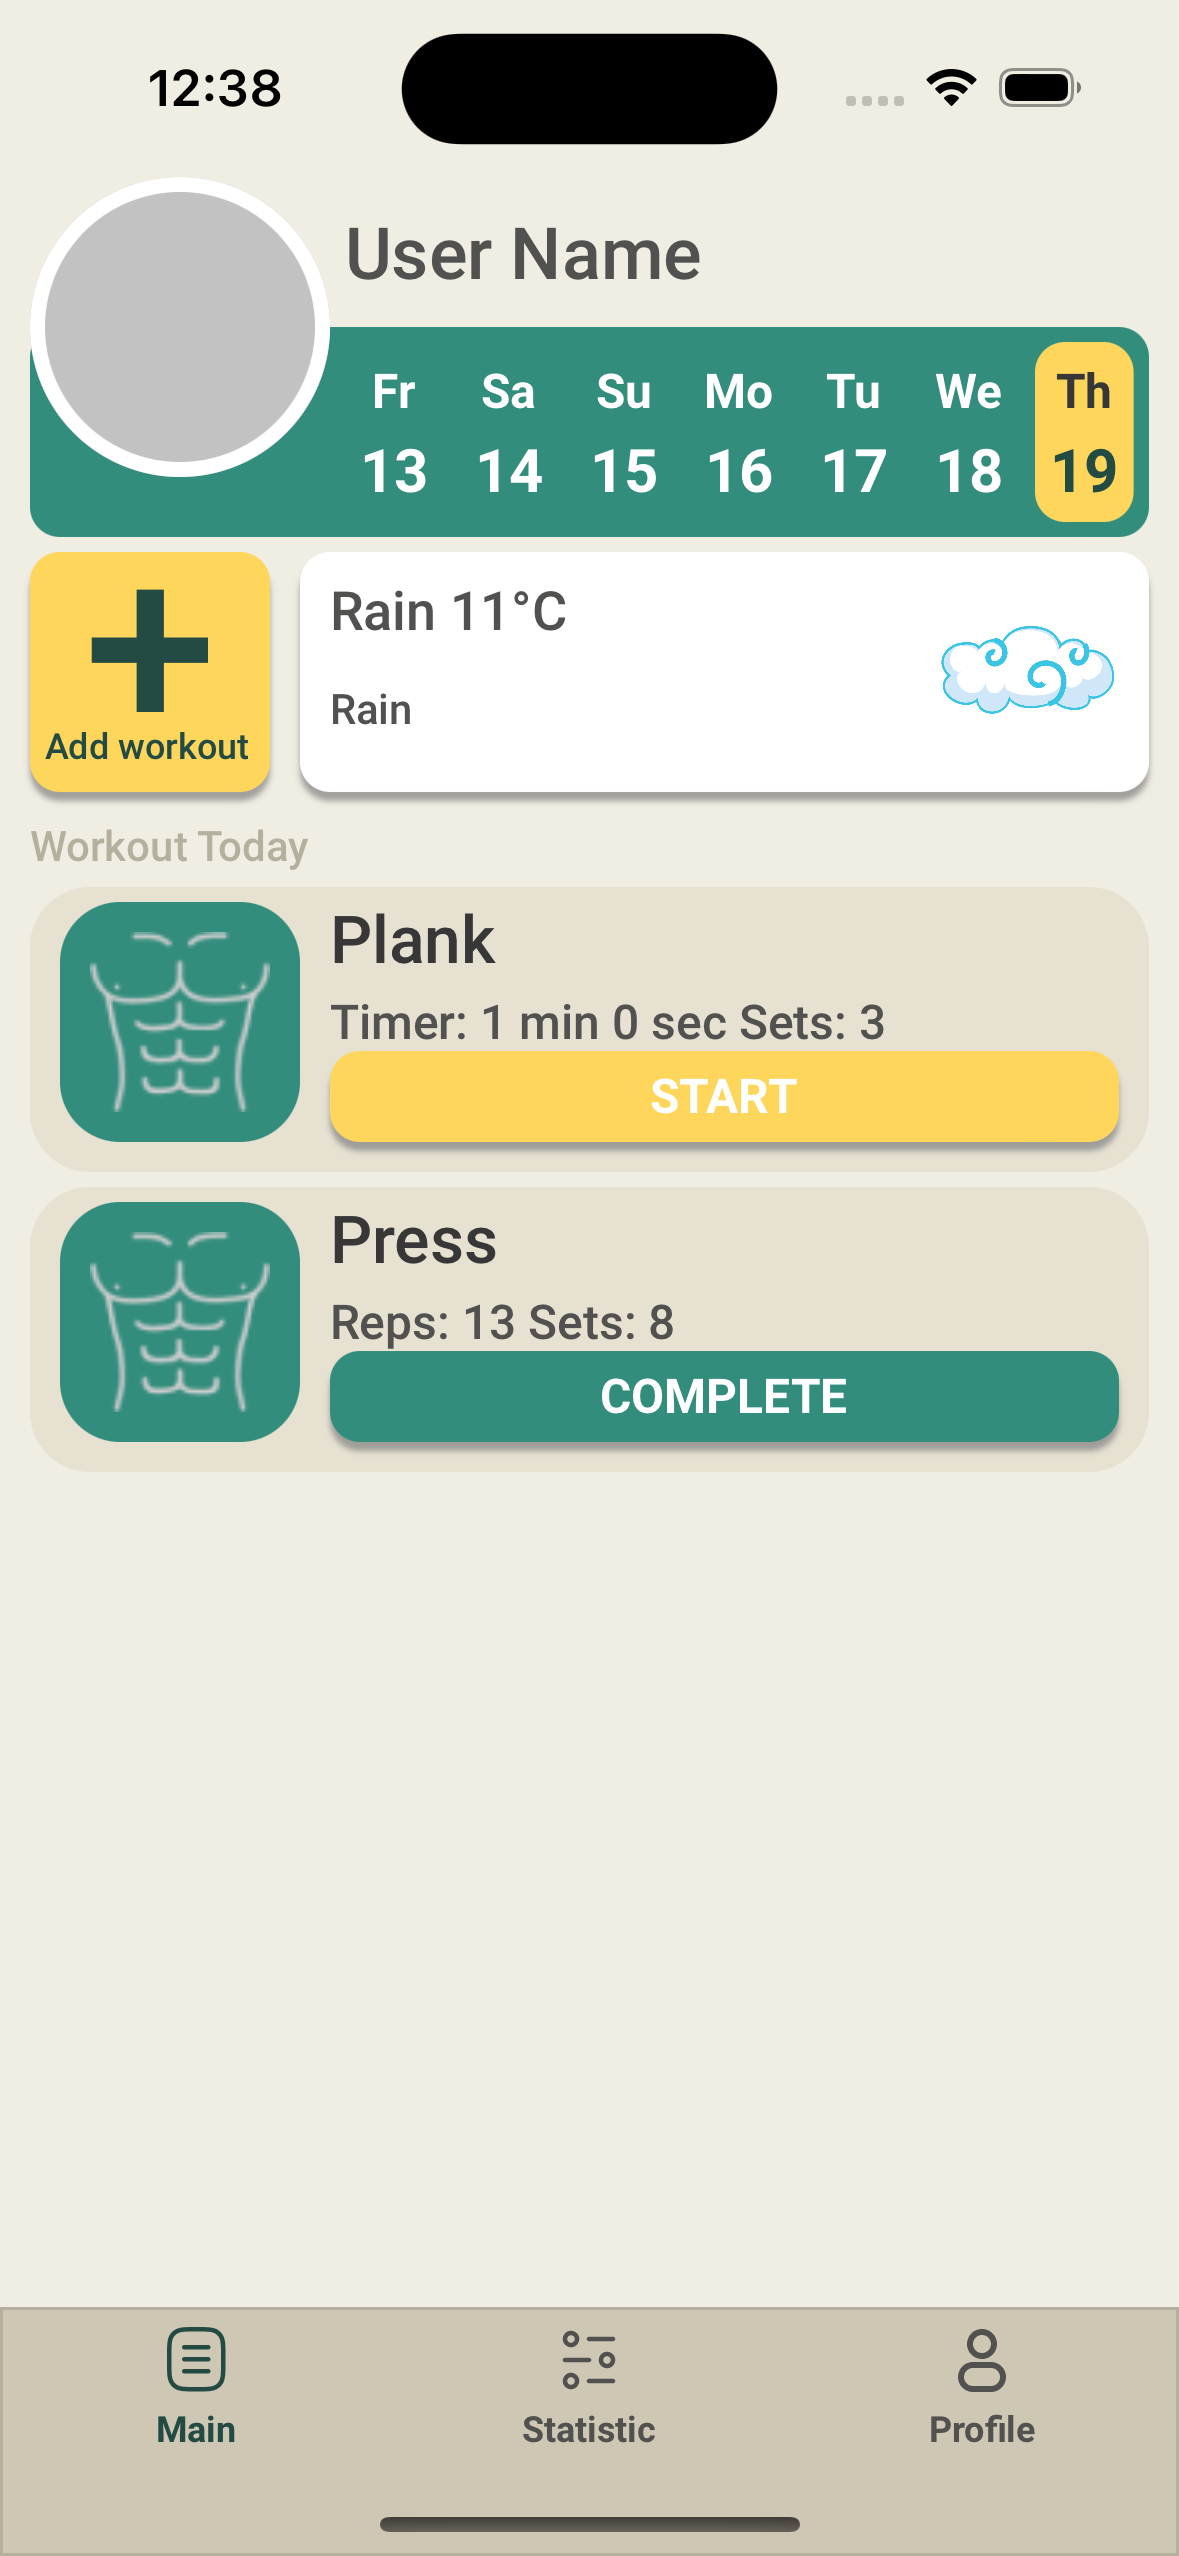 12:38
User Name
Fr Sa Su Mo Tu We Th
13 14 15 16 17 18 19
Rain 11°C
Rain
Add workout
Workout Today
Plank
Timer: 1 min 0 sec Sets: 3
START
Press
Reps: 13 Sets: 8
COMPLETE
Main Statistic Profile